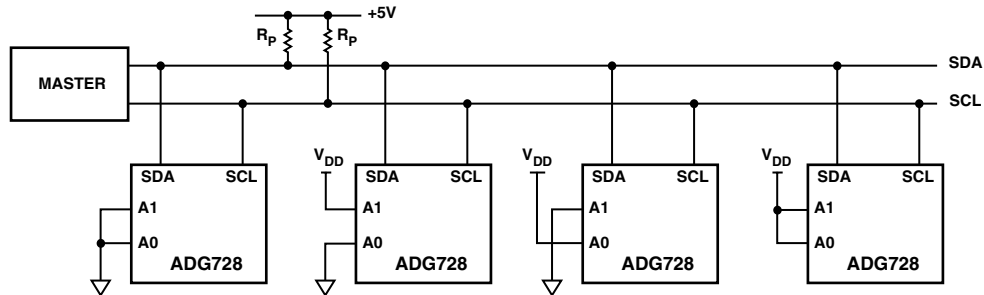 +5V
RP RP
MASTER
SDA
SCL
SDA SCL
A1
A0
ADG728
VDD
SDA SCL
A1
A0
ADG728
VDD
SDA SCL
A1
A0
ADG728
VDD
SDA SCL
A1
A0
ADG728